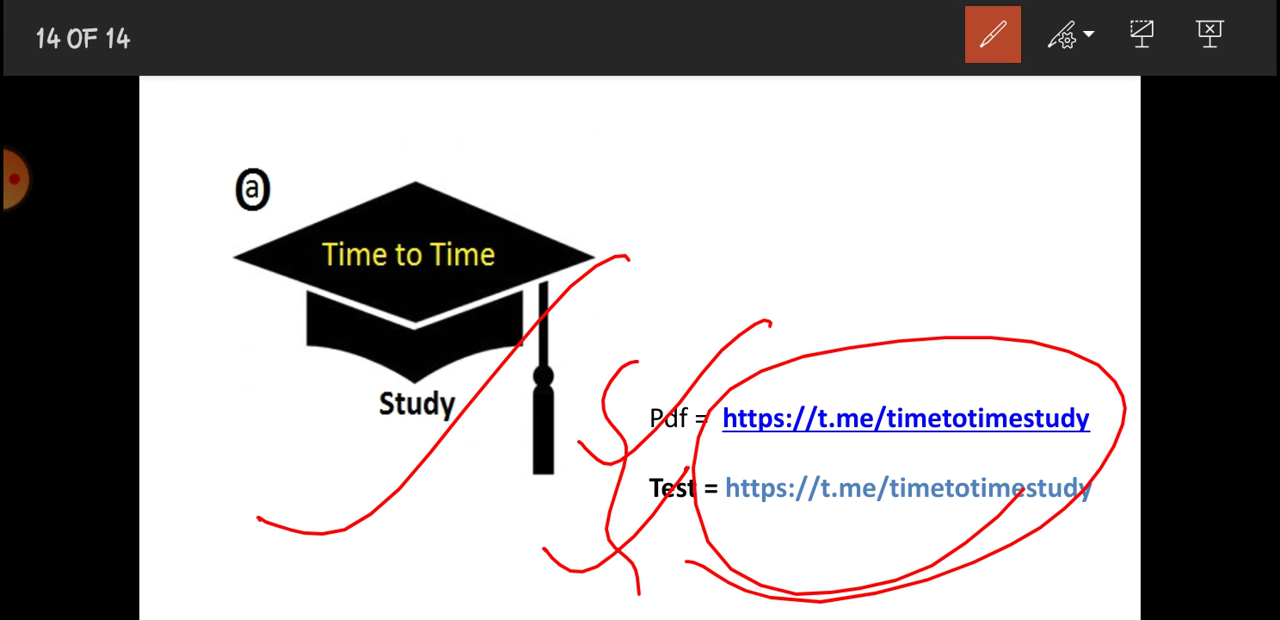 14 OF 14
@
Time to Time
Study
Pdf = https://t.me/timetotimestudy
Test = https://t.me/timetotimestudy